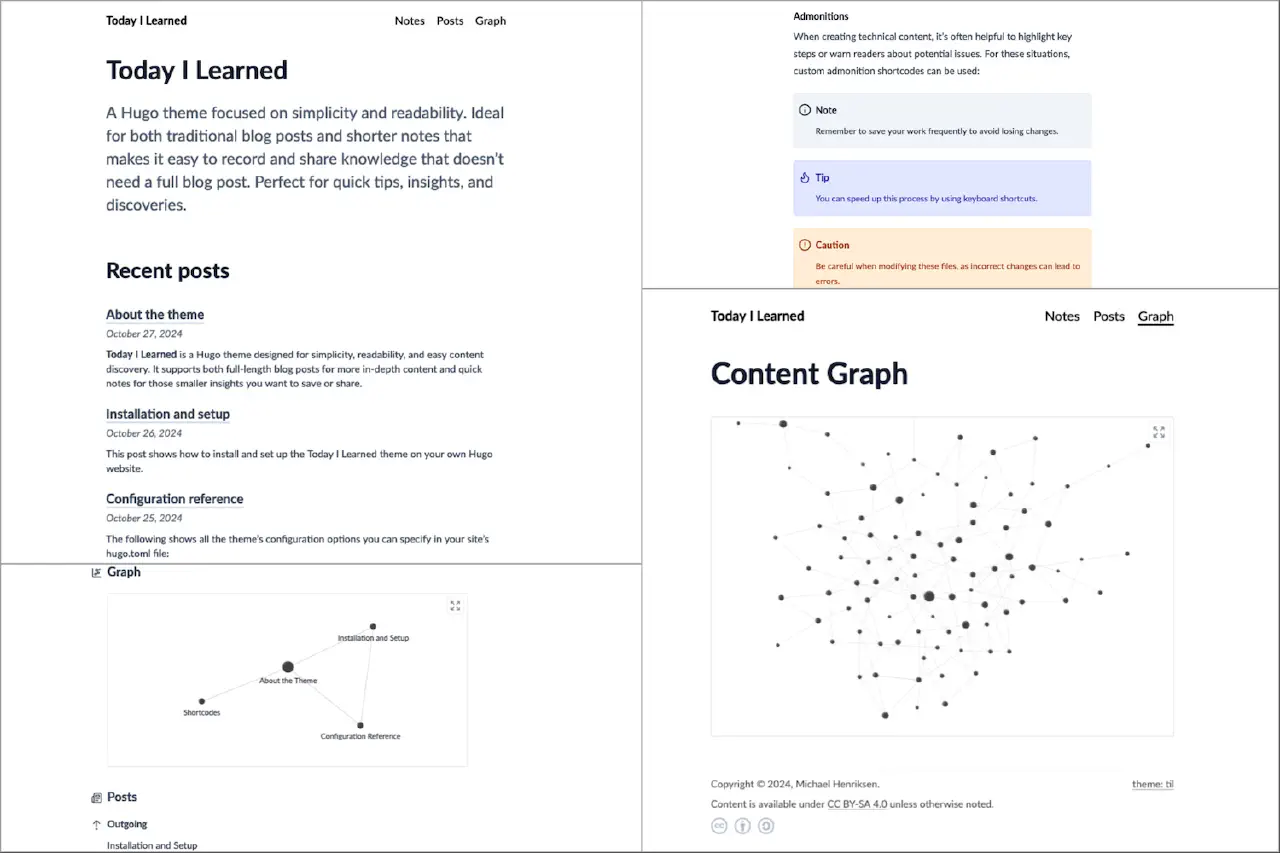 Today I Learned
Notes Posts Graph
Today I Learned
A Hugo theme focused on simplicity and readability. Ideal
for both traditional blog posts and shorter notes that
makes it easy to record and share knowledge that doesn't
need a full blog post. Perfect for quick tips, insights, and
discoveries.
Recent posts
About the theme
October 27, 2024
Today I Learned is a Hugo theme designed for simplicity, readability, and easy content
discovery. It supports both full-length blog posts for more in-depth content and quick
notes for those smaller insights you want to save or share.
Installation and setup
October 26, 2024
This post shows how to install and set up the Today I Learned theme on your own Hugo
website.
Configuration reference
October 25, 2024
The following shows all the theme's configuration options you can specify in your site's
hugo.toml file:
Graph
Installation and Setup
About the Theme
Shortcodes
Configuration Reference
Posts
Outgoing
Installation and Setup
Admonitions
When creating technical content, it's often helpful to highlight key
steps or warn readers about potential issues. For these situations,
custom admonition shortcodes can be used:
Note
Remember to save your work frequently to avoid losing changes.
Tip
You can speed up this process by using keyboard shortcuts.
Caution
Be careful when modifying these files, as incorrect changes can lead to
errors.
Today I Learned
Notes Posts Graph
Content Graph
Copyright © 2024, Michael Henriksen.
theme: til
Content is available under CC BY-SA 4.0 unless otherwise noted.